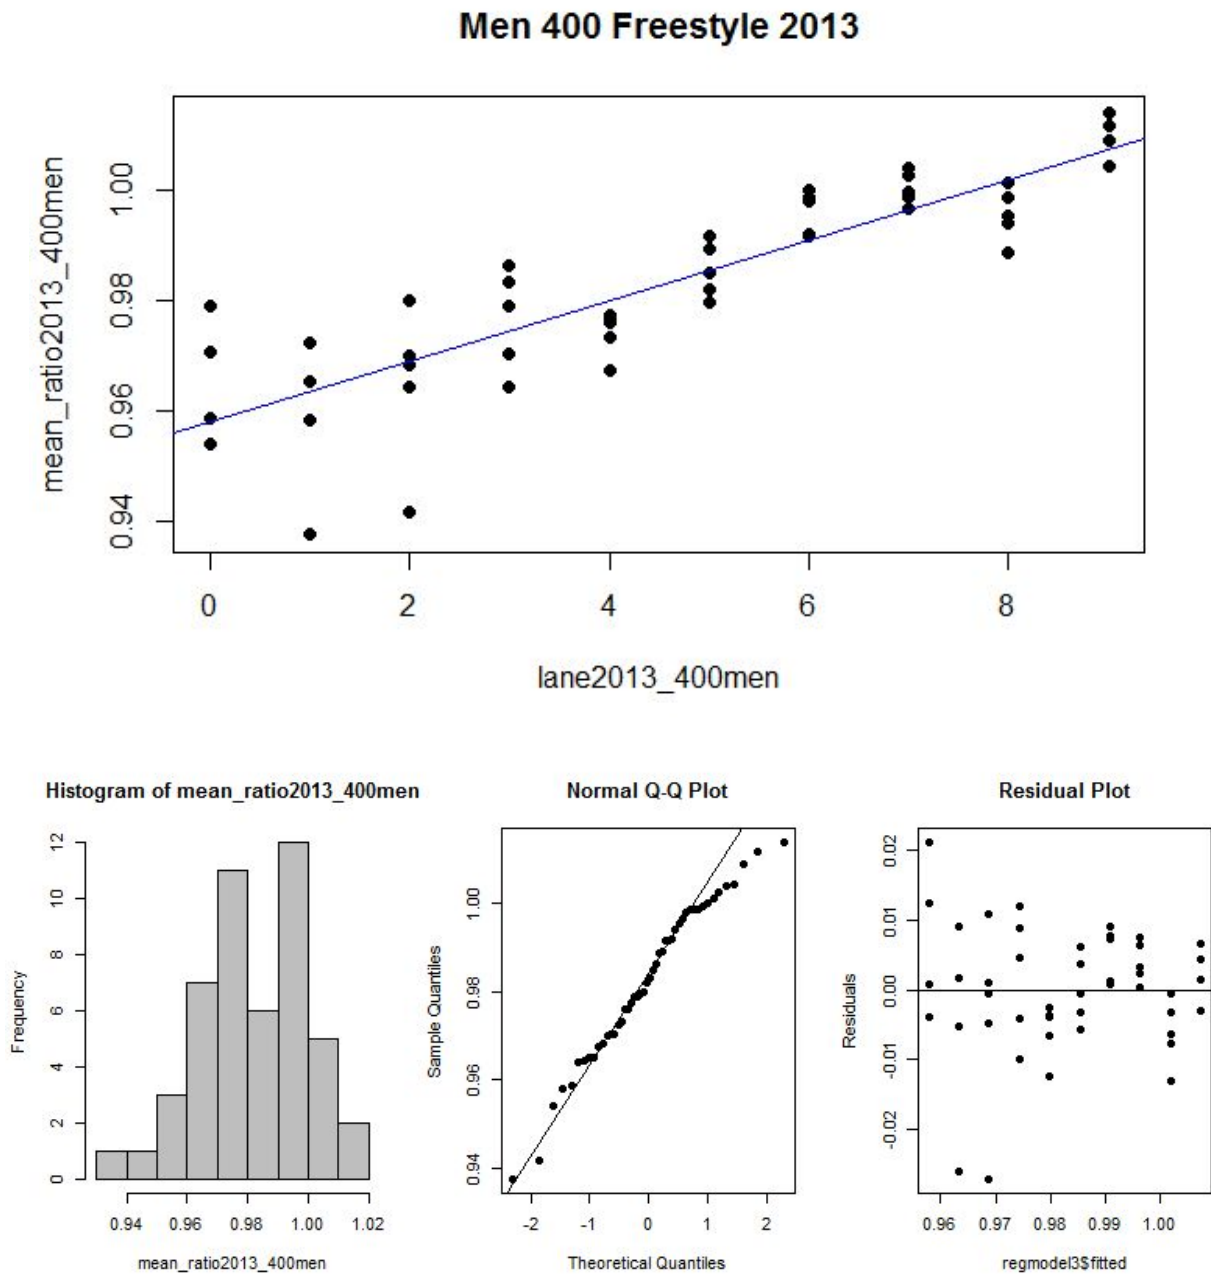 Men 400 Freestyle 2013
mean_ratio2013_400men
1.00
0.98
0.96
0.94
0 2 4 6 8
lane2013_400men
Histogram of mean_ratio2013_400men
Frequency
12
10
8
6
4
2
0
0.94 0.96 0.98 1.00 1.02
mean_ratio2013_400men
Normal Q-Q Plot
Sample Quantiles
1.00
0.98
0.96
0.94
-2 -1 0 1 2
Theoretical Quantiles
Residual Plot
Residuals
0.02
0.01
0.00
-0.01
-0.02
0.96 0.97 0.98 0.99 1.00
regmodel3$fitted